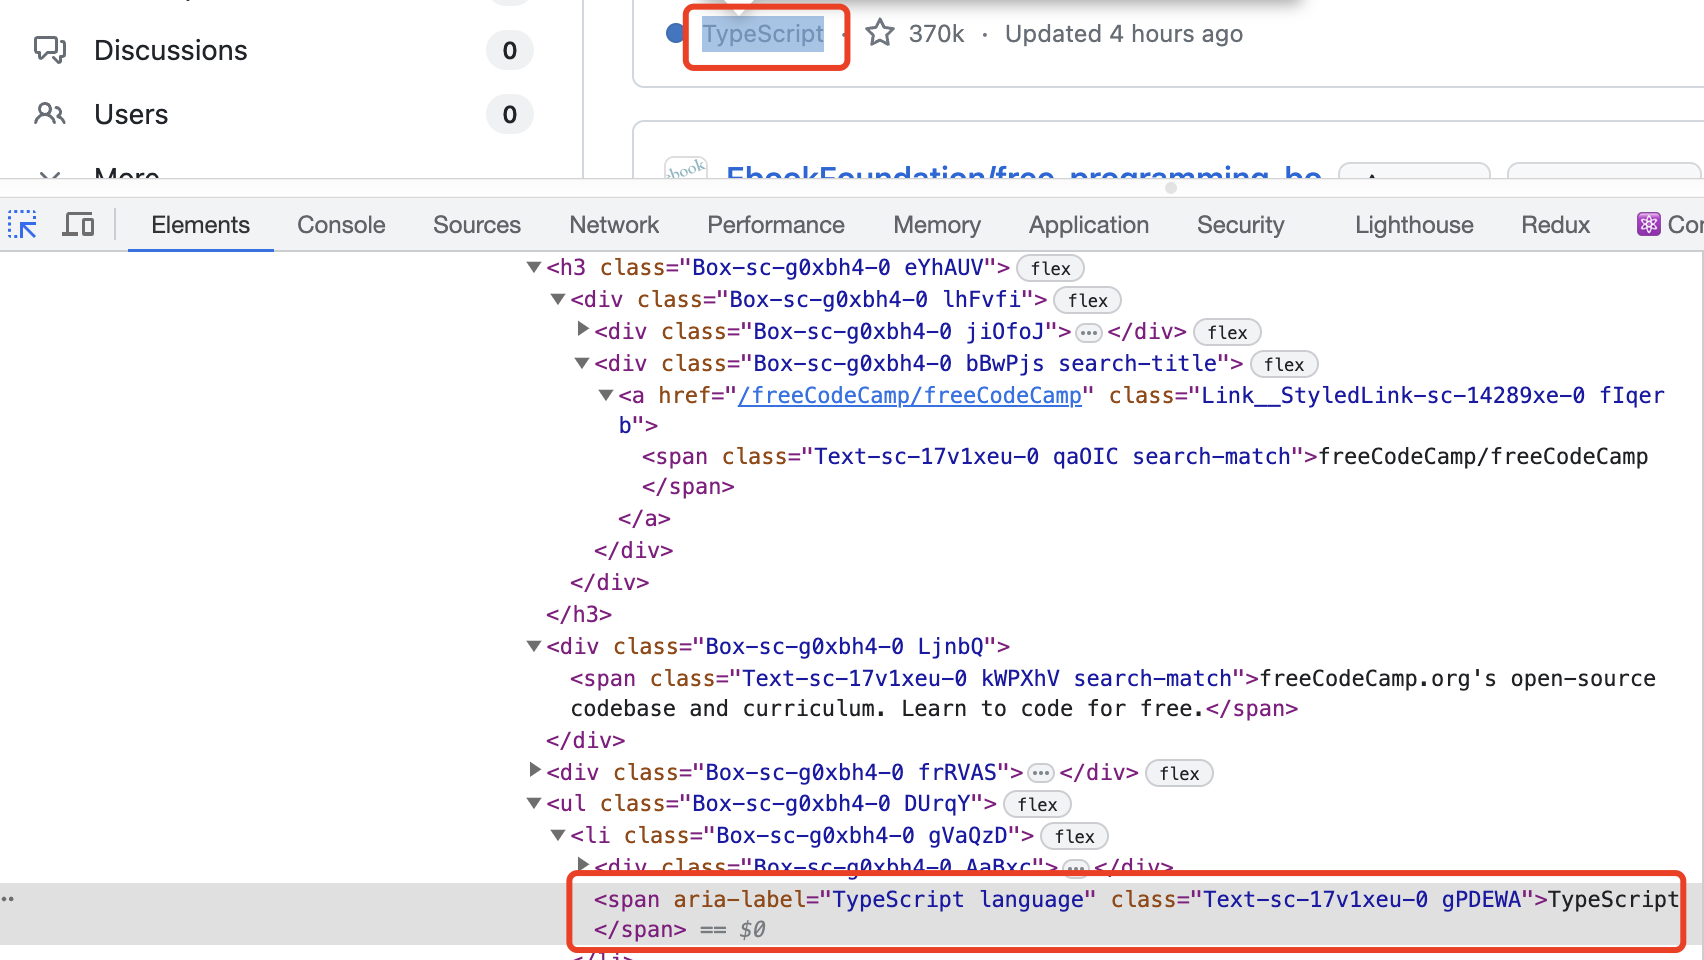 Discussions 0
TypeScript · 370k · Updated 4 hours ago
Users 0
More
ebook EbookFoundation/free-programming-bo
Elements Console Sources Network Performance Memory Application Security Lighthouse Redux Co
<h3 class="Box-sc-g0xbh4-0 eYhAUV"> flex
<div class="Box-sc-g0xbh4-0 lhFvfi"> flex
<div class="Box-sc-g0xbh4-0 jiOfoJ"> ••• </div> flex
<div class="Box-sc-g0xbh4-0 bBwPjs search-title"> flex
<a href="/freeCodeCamp/freeCodeCamp" class="Link__StyledLink-sc-14289xe-0 fIqer
b">
<span class="Text-sc-17v1xeu-0 qaOIC search-match">freeCodeCamp/freeCodeCamp
</span>
</a>
</div>
</div>
</h3>
<div class="Box-sc-g0xbh4-0 LjnbQ">
<span class="Text-sc-17v1xeu-0 kWPXhV search-match">freeCodeCamp.org's open-source
codebase and curriculum. Learn to code for free.</span>
</div>
<div class="Box-sc-g0xbh4-0 frRVAS"> ••• </div> flex
<ul class="Box-sc-g0xbh4-0 DUrqY"> flex
<li class="Box-sc-g0xbh4-0 gVaQzD"> flex
<div class="Box-sc-g0xbh4-0 AaBxc"> ••• </div>
<span aria-label="TypeScript language" class="Text-sc-17v1xeu-0 gPDEWA">TypeScript
</span> == $0
</li>